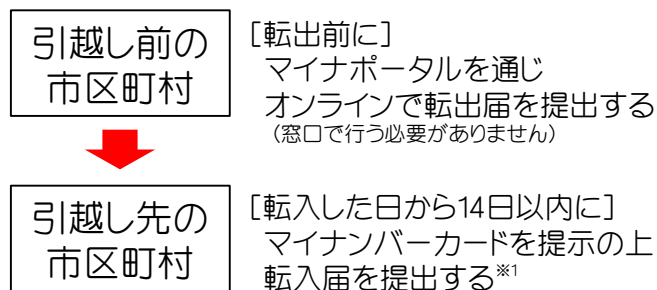 引越し前の
市区町村
[転出前に]
マイナポータルを通じ
オンラインで転出届を提出する
(窓口で行う必要がありません)
引越し先の
市区町村
[転入した日から14日以内に]
マイナンバーカードを提示の上
転入届を提出する※1